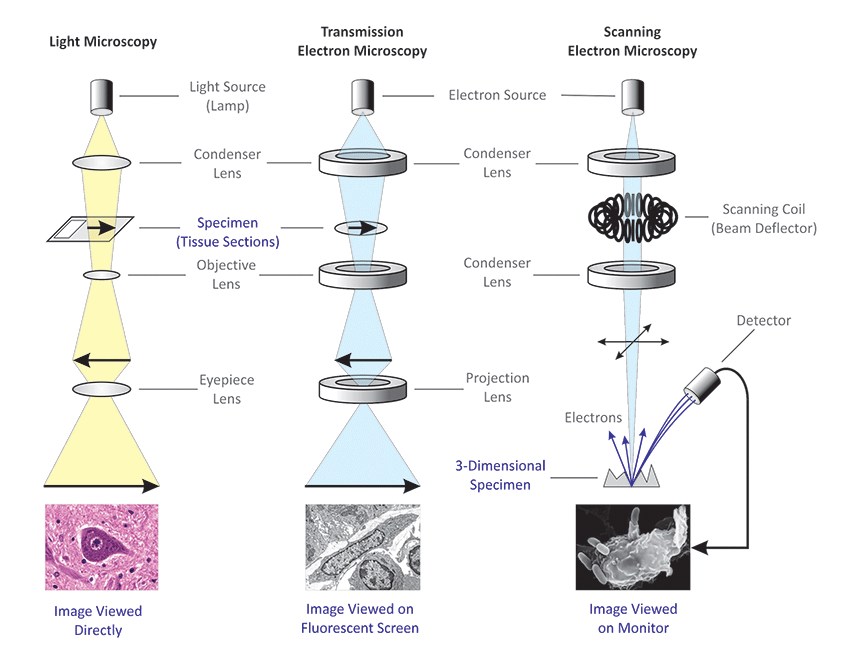 Light Microscopy
Transmission
Electron Microscopy
Scanning
Electron Microscopy
Light Source
(Lamp)
Electron Source
Condenser
Lens
Condenser
Lens
Specimen
(Tissue Sections)
Scanning Coil
(Beam Deflector)
Objective
Lens
Condenser
Lens
Detector
Eyepiece
Lens
Projection
Lens
Electrons
3-Dimensional
Specimen
Image Viewed
Directly
Image Viewed on
Fluorescent Screen
Image Viewed
on Monitor